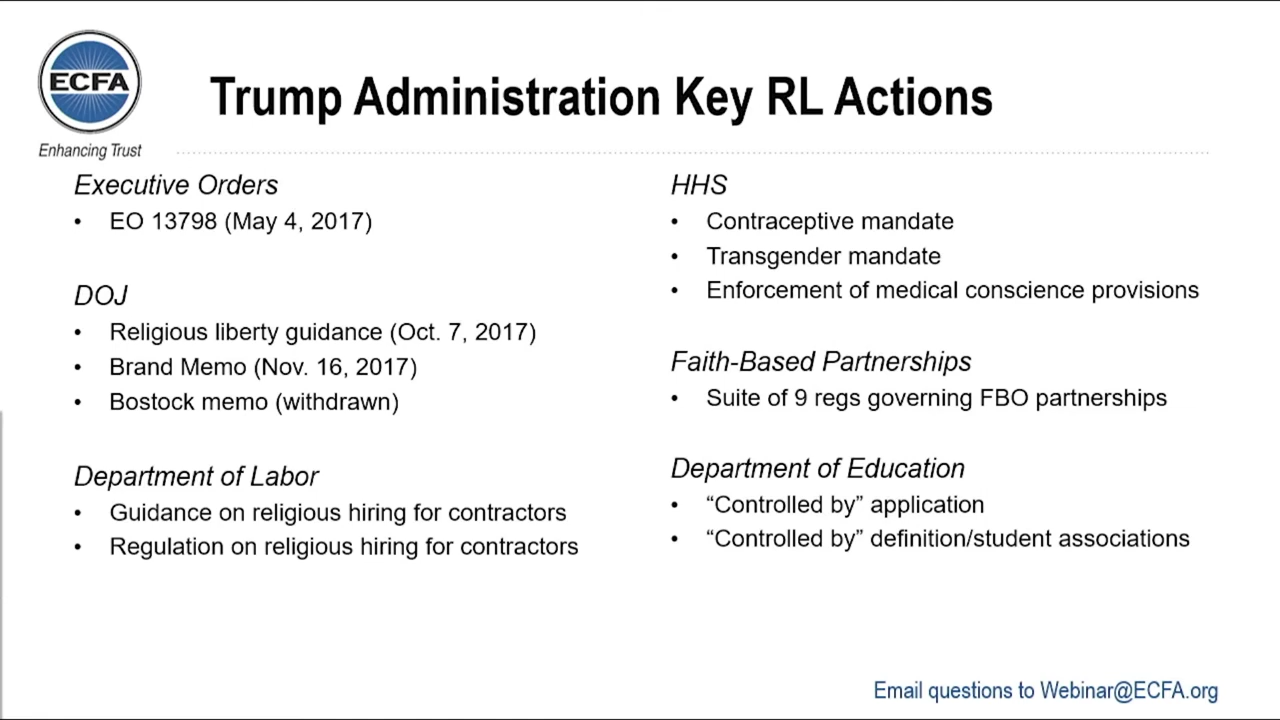 ECFA
Enhancing Trust
Trump Administration Key RL Actions
Executive Orders
• EO 13798 (May 4, 2017)
DOJ
• Religious liberty guidance (Oct. 7, 2017)
• Brand Memo (Nov. 16, 2017)
• Bostock memo (withdrawn)
Department of Labor
• Guidance on religious hiring for contractors
• Regulation on religious hiring for contractors
HHS
• Contraceptive mandate
• Transgender mandate
• Enforcement of medical conscience provisions
Faith-Based Partnerships
• Suite of 9 regs governing FBO partnerships
Department of Education
• “Controlled by” application
• “Controlled by” definition/student associations
Email questions to Webinar@ECFA.org